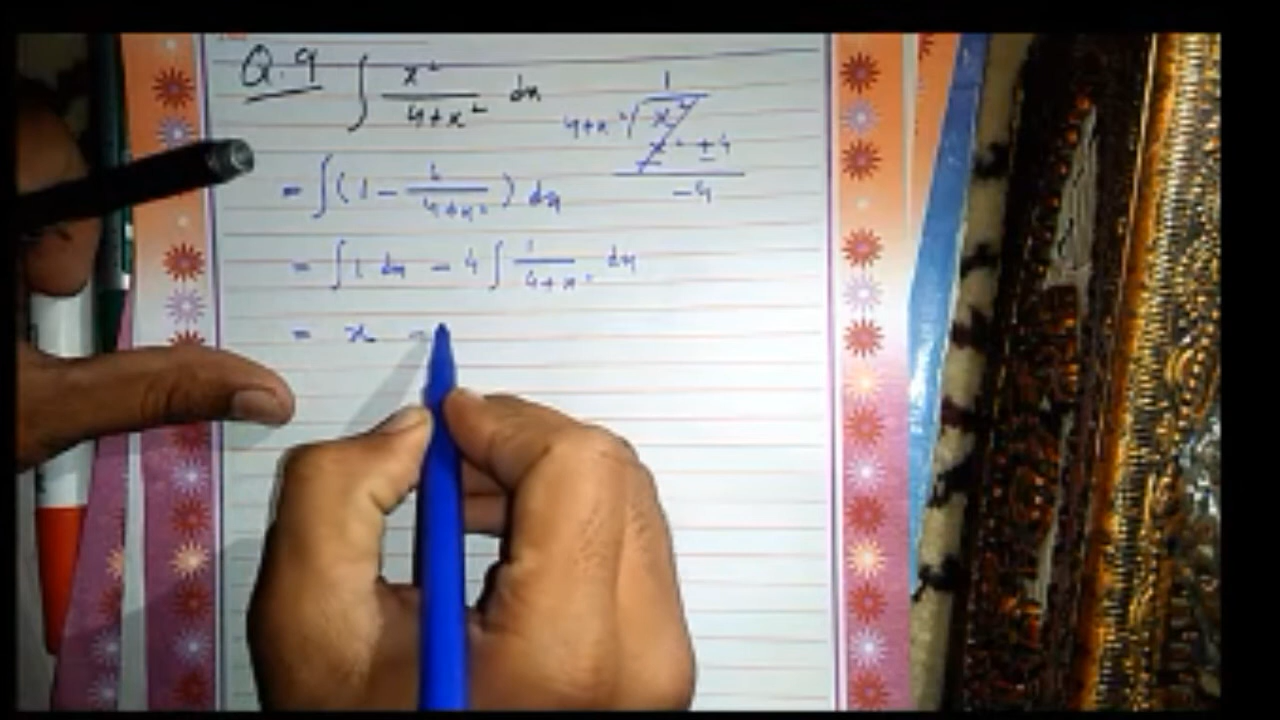 Q.9 ∫ x² / (4+x²) dx
1
4+x² √ x²
x² ± 4
-4
= ∫ ( 1 - 4 / (4+x²) ) dx
= ∫ 1 dx - 4 ∫ 1 / (4+x²) dx
= x -